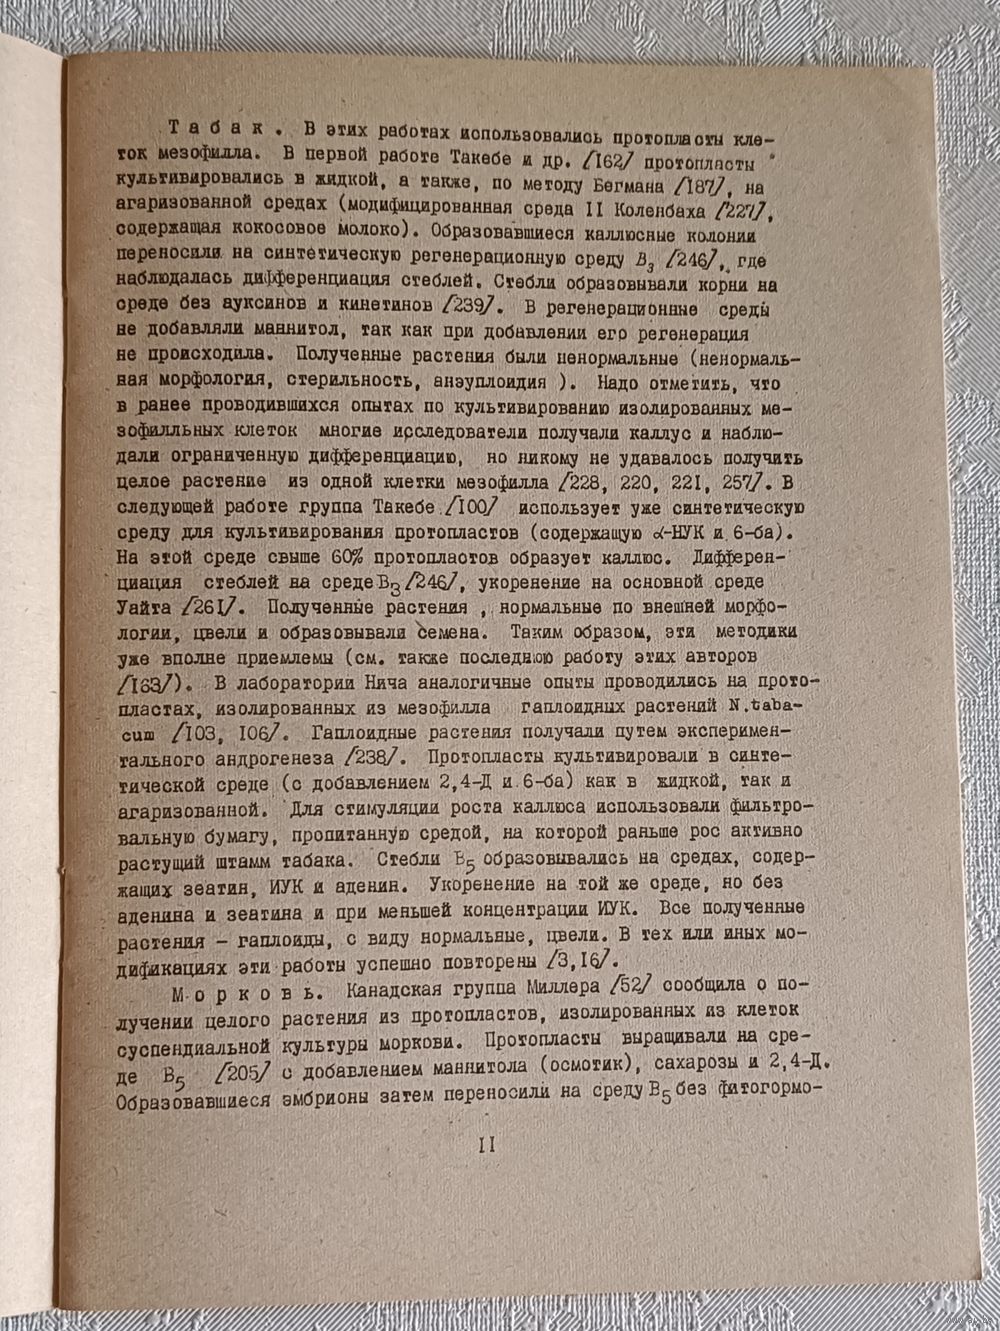 Табак. В этих работах использовались протопласты кле-
ток мезофилла. В первой работе Такебе и др. /162/ протопласты
культивировались в жидкой, а также, по методу Бегмана /187/, на
агаризованной средах (модифицированная среда II Коленбаха /227/,
содержащая кокосовое молоко). Образовавшиеся каллюсные колонии
переносили на синтетическую регенерационную среду B3 /246/, где
наблюдалась дифференциация стеблей. Стебли образовывали корни на
среде без ауксинов и кинетинов /239/. В регенерационные среды
не добавляли маннитол, так как при добавлении его регенерация
не происходила. Полученные растения были ненормальные (ненормаль-
ная морфология, стерильность, анэуплоидия ). Надо отметить, что
в ранее проводившихся опытах по культивированию изолированных ме-
зофилльных клеток многие исследователи получали каллус и наблю-
дали ограниченную дифференциацию, но никому не удавалось получить
целое растение из одной клетки мезофилла /228, 220, 221, 257/. В
следующей работе группа Такебе /100/ использует уже синтетическую
среду для культивирования протопластов (содержащую α-НУК и 6-ба).
На этой среде свыше 60% протопластов образует каллюс. Дифферен-
циация стеблей на среде B3 /246/, укоренение на основной среде
Уайта /261/. Полученные растения , нормальные по внешней морфо-
логии, цвели и образовывали семена. Таким образом, эти методики
уже вполне приемлемы (см. также последнюю работу этих авторов
/163/). В лаборатории Нича аналогичные опыты проводились на прото-
пластах, изолированных из мезофилла гаплоидных растений N.taba-
cum /103, 106/. Гаплоидные растения получали путем эксперимен-
тального андрогенеза /238/. Протопласты культивировали в синте-
тической среде (с добавлением 2,4-Д и 6-ба) как в жидкой, так и
агаризованной. Для стимуляции роста каллюса использовали фильтро-
вальную бумагу, пропитанную средой, на которой раньше рос активно
растущий штамм табака. Стебли B5 образовывались на средах, содер-
жащих зеатин, ИУК и аденин. Укоренение на той же среде, но без
аденина и зеатина и при меньшей концентрации ИУК. Все полученные
растения – гаплоиды, с виду нормальные, цвели. В тех или иных мо-
дификациях эти работы успешно повторены /3,16/.
Морковь. Канадская группа Миллера /52/ сообщила о по-
лучении целого растения из протопластов, изолированных из клеток
суспендиальной культуры моркови. Протопласты выращивали на сре-
де B5 /205/ с добавлением маннитола (осмотик), сахарозы и 2,4-Д.
Образовавшиеся эмбрионы затем переносили на среду B5 без фитогормо-
II